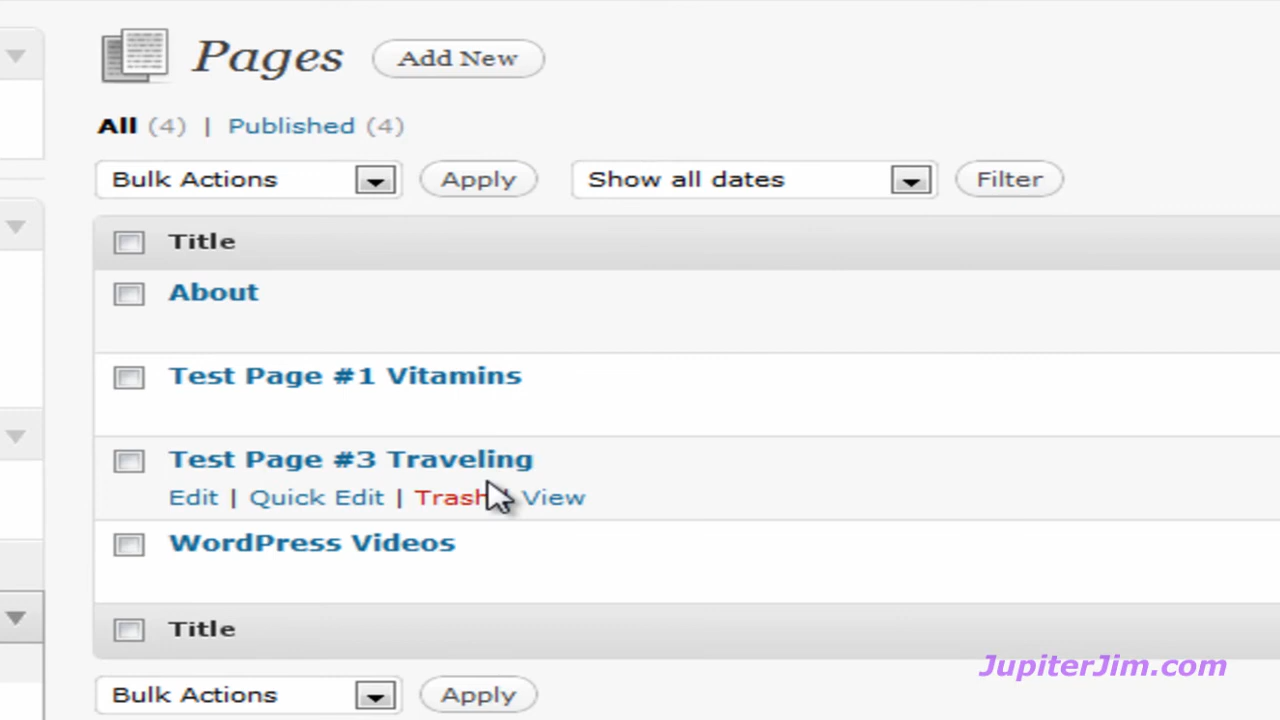 Pages Add New
All (4) | Published (4)
Bulk Actions Apply Show all dates Filter
Title
About
Test Page #1 Vitamins
Test Page #3 Traveling
Edit | Quick Edit | Trash | View
WordPress Videos
Title
JupiterJim.com
Bulk Actions Apply